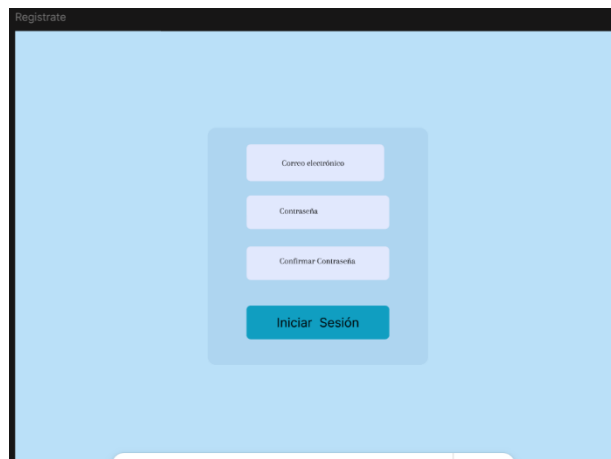 Registrate
Correo electrónico
Contraseña
Confirmar Contraseña
Iniciar Sesión